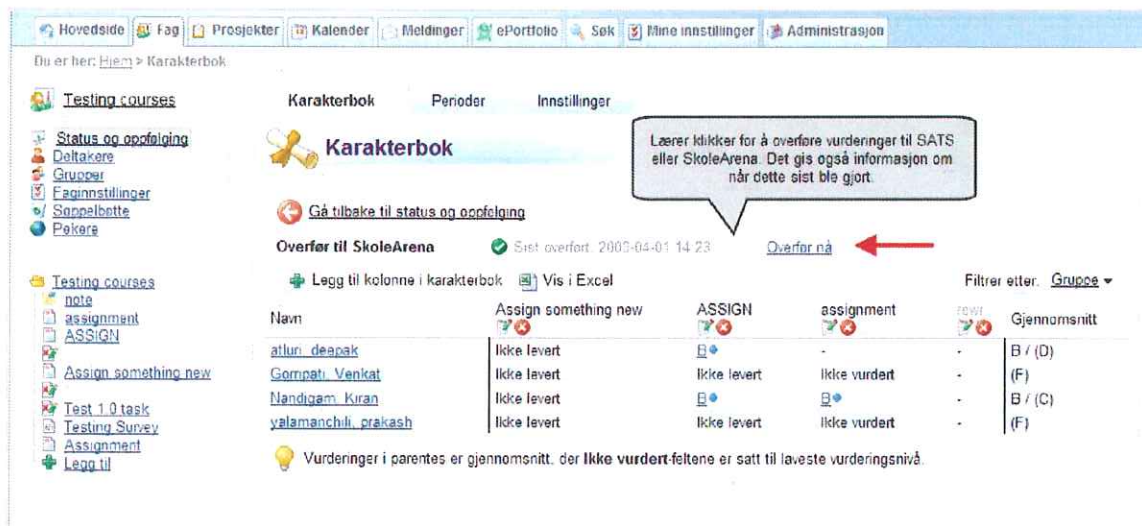 Hovedside Fag Prosjekter Kalender Meldinger ePortfolio Søk Mine innstillinger Administrasjon
Du er her: Hjem > Karakterbok
Testing courses
Karakterbok Perioder Innstillinger
Status og oppfølging
Deltakere
Grupper
Faginnstillinger
Søppelbøtte
Pekere
Karakterbok
Lærer klikker for å overføre vurderinger til SATS
eller SkoleArena. Det gis også informasjon om
når dette sist ble gjort.
Gå tilbake til status og oppfølging
Overfør til SkoleArena Sist overført: 14:23 Overfør nå
Legg til kolonne i karakterbok Vis i Excel Filtrer etter: Gruppe
Testing courses
note
assignment
ASSIGN
Assign something new
Test 1.0 task
Testing Survey
Assignment
Legg til
Navn Assign something new ASSIGN assignment Gjennomsnitt
atluri, deepak Ikke levert B - - B / (D)
Gompati, Venkat Ikke levert Ikke levert Ikke vurdert - (F)
Nandigam, Kiran Ikke levert B B - B / (C)
yalamanchili, prakash Ikke levert Ikke levert Ikke vurdert - (F)
Vurderinger i parentes er gjennomsnitt, der Ikke vurdert-feltene er satt til laveste vurderingsnivå.